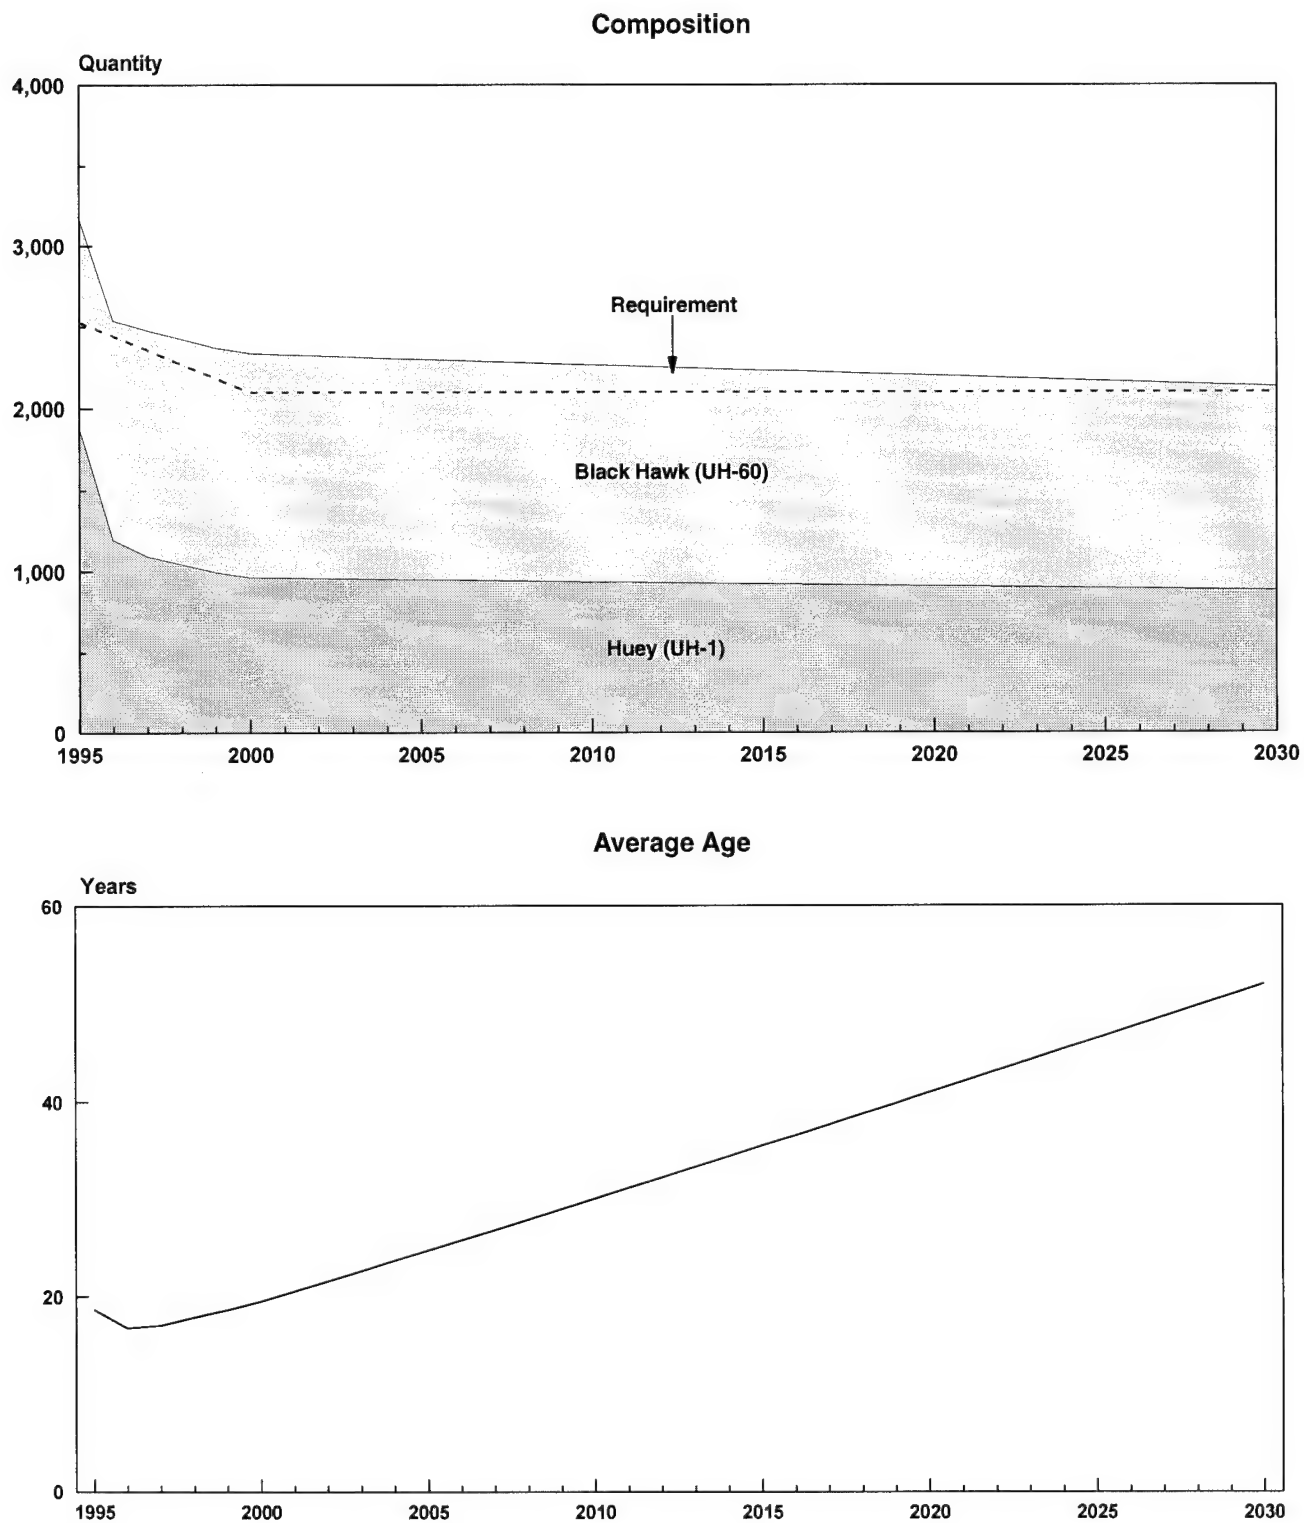 Composition
Quantity
4,000
3,000
Requirement
2,000
Black Hawk (UH-60)
1,000
Huey (UH-1)
0
1995 2000 2005 2010 2015 2020 2025 2030
Average Age
Years
60
40
20
0
1995 2000 2005 2010 2015 2020 2025 2030